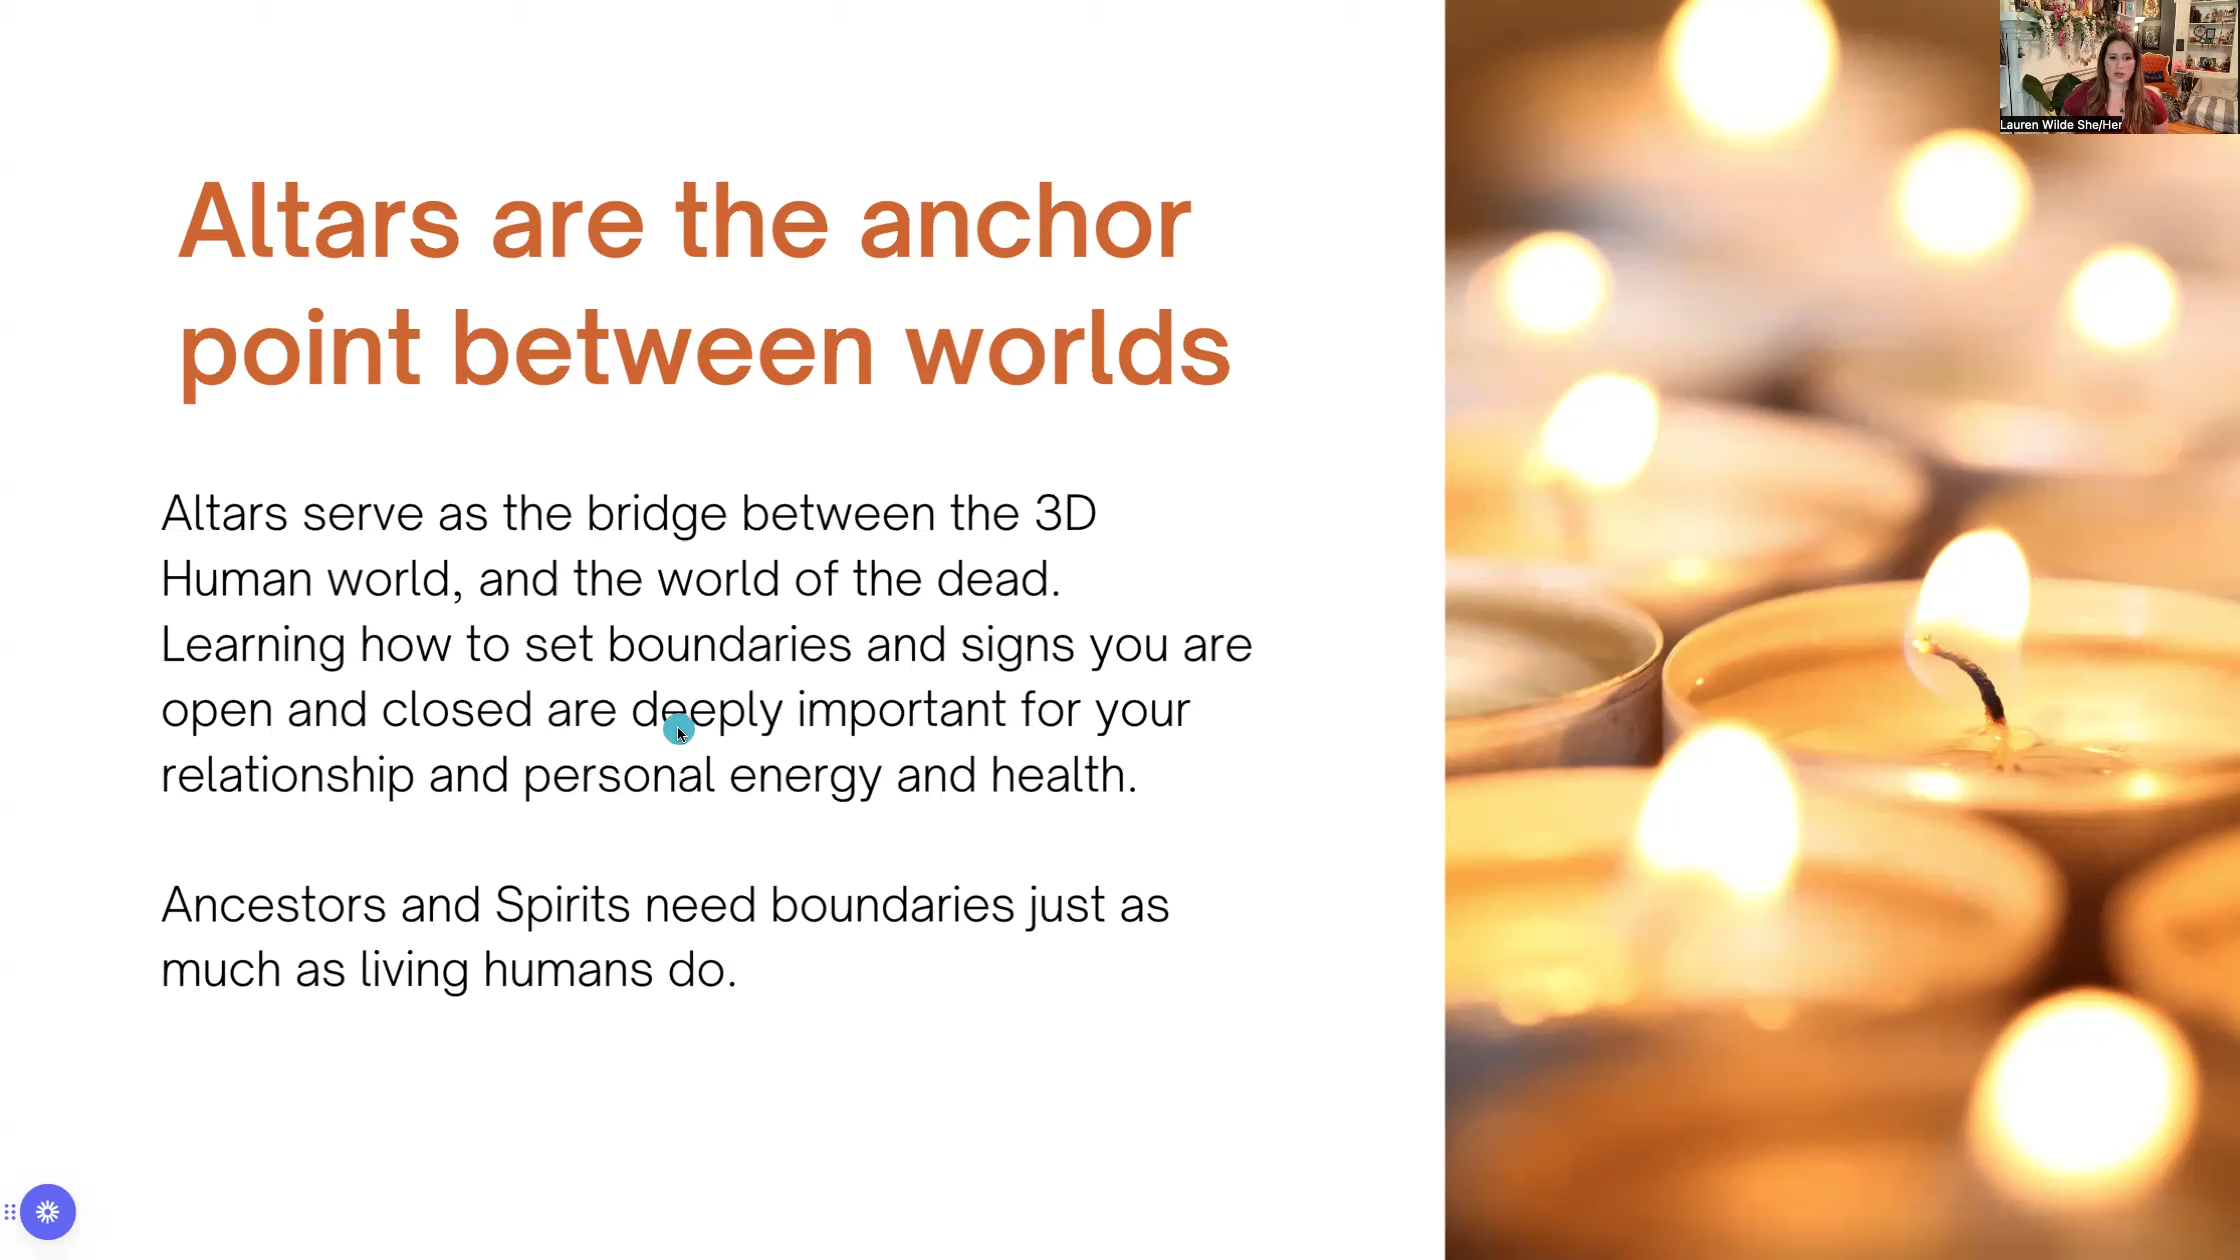 Lauren Wilde She/Her
Altars are the anchor
point between worlds
Altars serve as the bridge between the 3D
Human world, and the world of the dead.
Learning how to set boundaries and signs you are
open and closed are deeply important for your
relationship and personal energy and health.
Ancestors and Spirits need boundaries just as
much as living humans do.